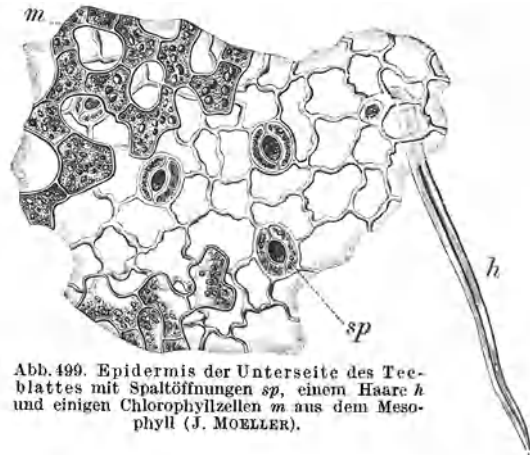 m
h
sp
Abb. 499. Epidermis der Unterseite des Tee-
blattes mit Spaltöffnungen sp, einem Haare h
und einigen Chlorophyllzellen m aus dem Meso-
phyll (J. MOELLER).